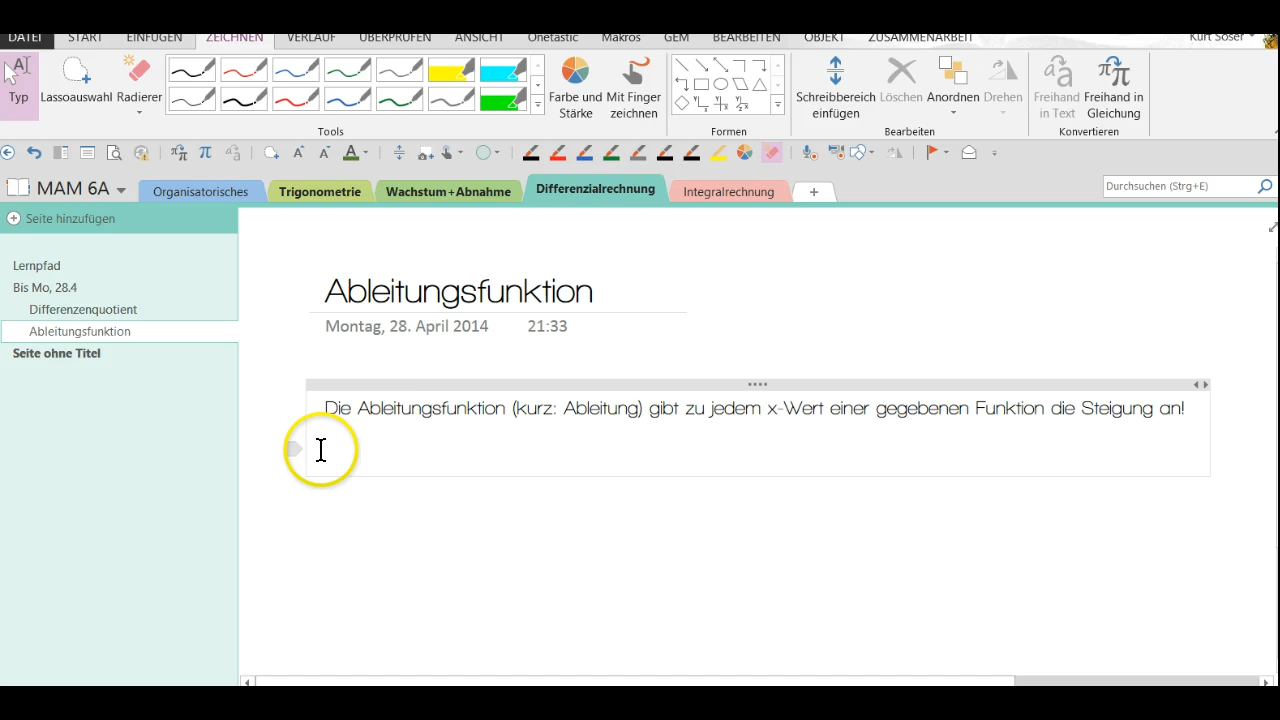 DATEI START EINFÜGEN ZEICHNEN VERLAUF ÜBERPRÜFEN ANSICHT Onetastic Makros GEM BEARBEITEN OBJEKT ZUSAMMENARBEIT Kurt Söser
Typ Lassoauswahl Radierer Farbe und Stärke Mit Finger zeichnen Schreibbereich einfügen Löschen Anordnen Drehen Freihand in Text Freihand in Gleichung
Tools Formen Bearbeiten Konvertieren
MAM 6A Organisatorisches Trigonometrie Wachstum+Abnahme Differenzialrechnung Integralrechnung + Durchsuchen (Strg+E)
Seite hinzufügen
Lernpfad
Bis Mo, 28.4
Differenzenquotient
Ableitungsfunktion
Seite ohne Titel
Ableitungsfunktion
Montag, 28. April 2014 21:33
Die Ableitungsfunktion (kurz: Ableitung) gibt zu jedem x-Wert einer gegebenen Funktion die Steigung an!